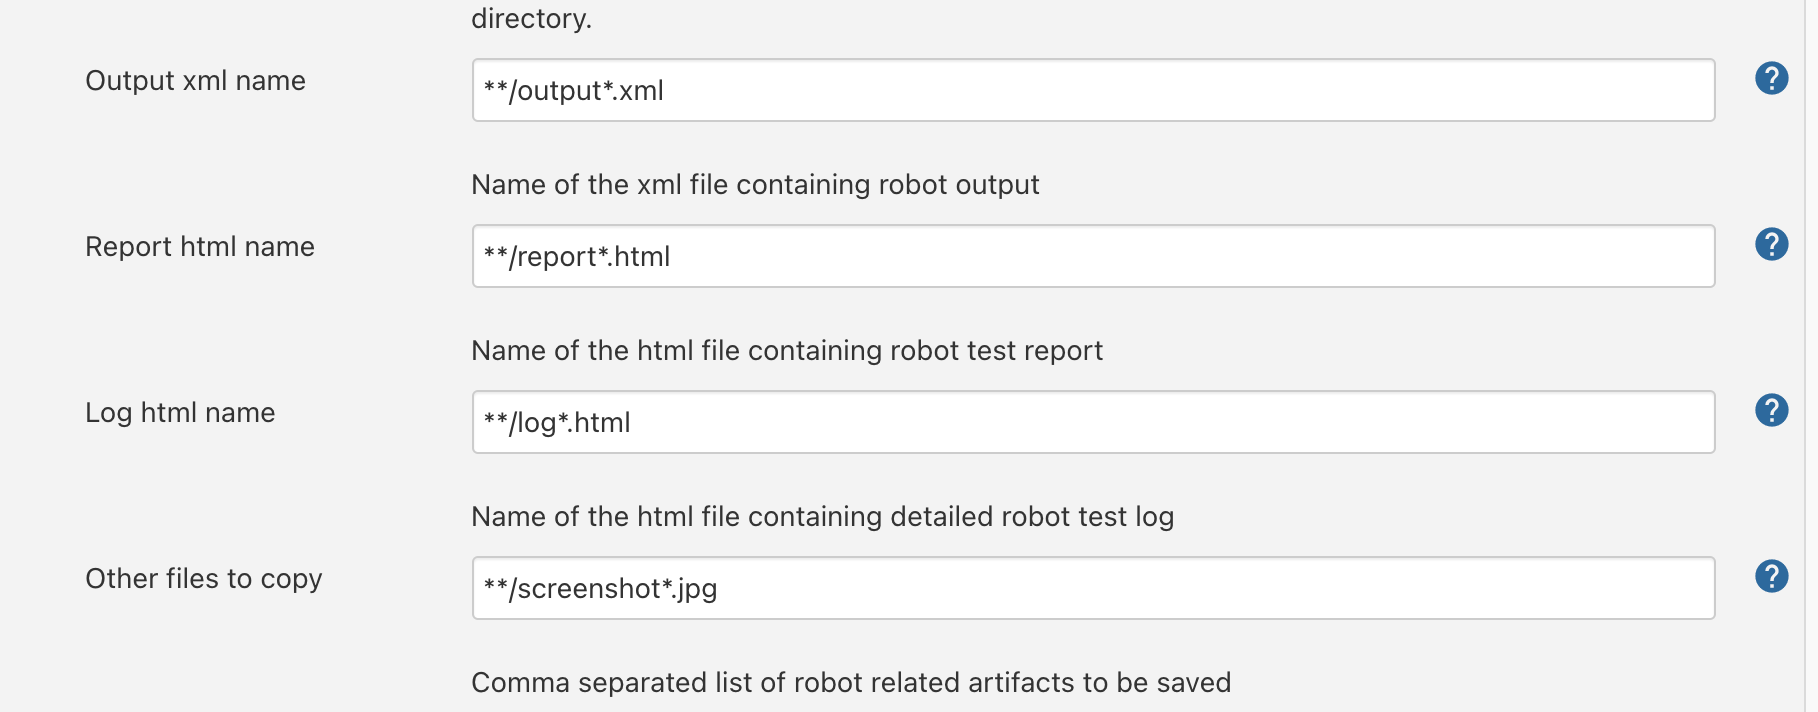 directory.
Output xml name
**/output*.xml
?
Name of the xml file containing robot output
Report html name
**/report*.html
?
Name of the html file containing robot test report
Log html name
**/log*.html
?
Name of the html file containing detailed robot test log
Other files to copy
**/screenshot*.jpg
?
Comma separated list of robot related artifacts to be saved